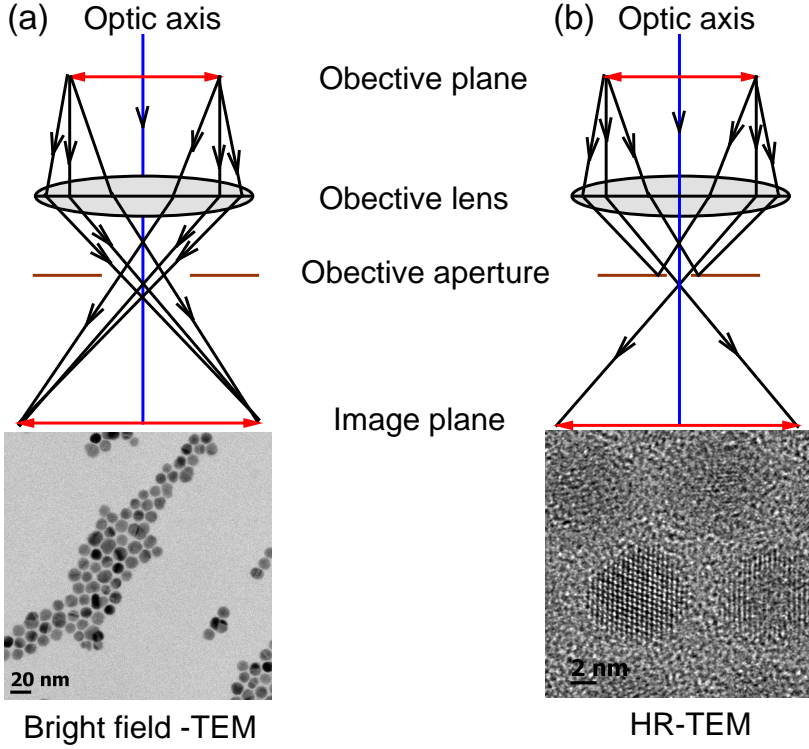 (a)
Optic axis
(b)
Optic axis
Obective plane
Obective lens
Obective aperture
Image plane
20 nm
2 nm
Bright field -TEM
HR-TEM